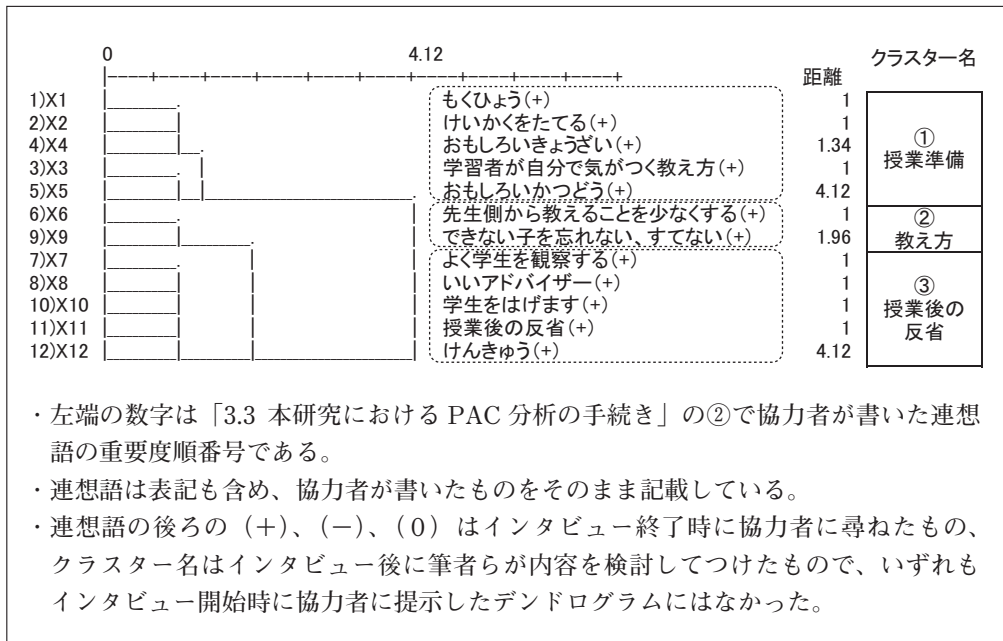 0 4.12
距離 クラスター名
1)X1 もくひょう(+) 1
2)X2 けいかくをたてる(+) 1
4)X4 おもしろいきょうざい(+) 1.34
3)X3 学習者が自分で気がつく教え方(+) 1
5)X5 おもしろいかつどう(+) 4.12
①
授業準備
6)X6 先生側から教えることを少なくする(+) 1
9)X9 できない子を忘れない、すてない(+) 1.96
②
教え方
7)X7 よく学生を観察する(+) 1
8)X8 いいアドバイザー(+) 1
10)X10 学生をはげます(+) 1
11)X11 授業後の反省(+) 1
12)X12 けんきゅう(+) 4.12
③
授業後の
反省
・左端の数字は「3.3 本研究における PAC 分析の手続き」の②で協力者が書いた連想
語の重要度順番号である。
・連想語は表記も含め、協力者が書いたものをそのまま記載している。
・連想語の後ろの（＋）、（－）、（０）はインタビュー終了時に協力者に尋ねたもの、
クラスター名はインタビュー後に筆者らが内容を検討してつけたもので、いずれも
インタビュー開始時に協力者に提示したデンドログラムにはなかった。